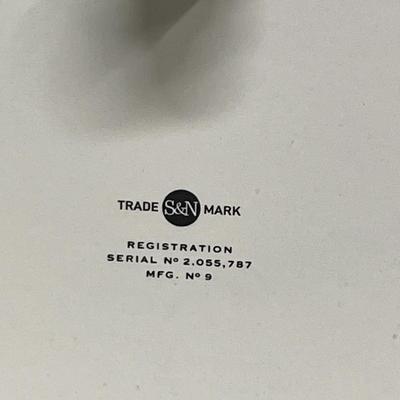 TRADE S&N MARK
REGISTRATION
SERIAL Nº 2,055,787
MFG. Nº 9